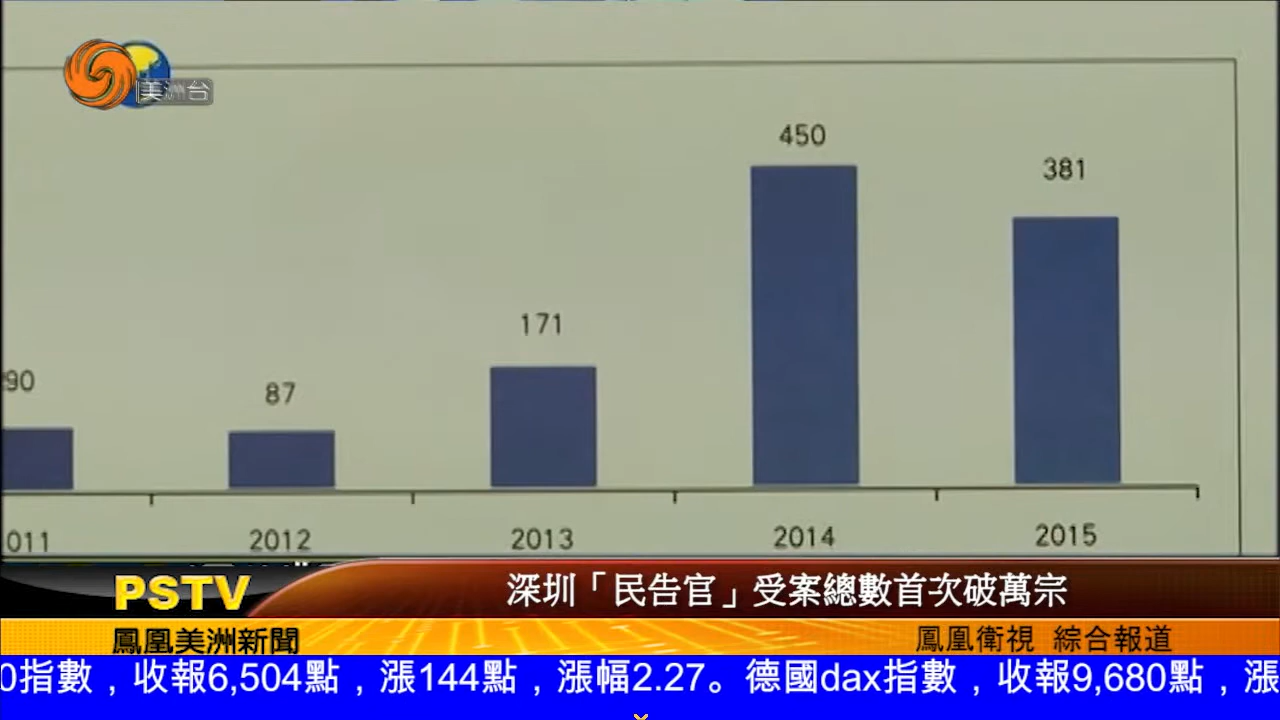 美洲台
450
381
171
87
90
011
2012
2013
2014
2015
PSTV
深圳「民告官」受案總數首次破萬宗
鳳凰美洲新聞
鳳凰衛視 綜合報道
0指數，收報6,504點，漲144點，漲幅2.27。德國dax指數，收報9,680點，漲